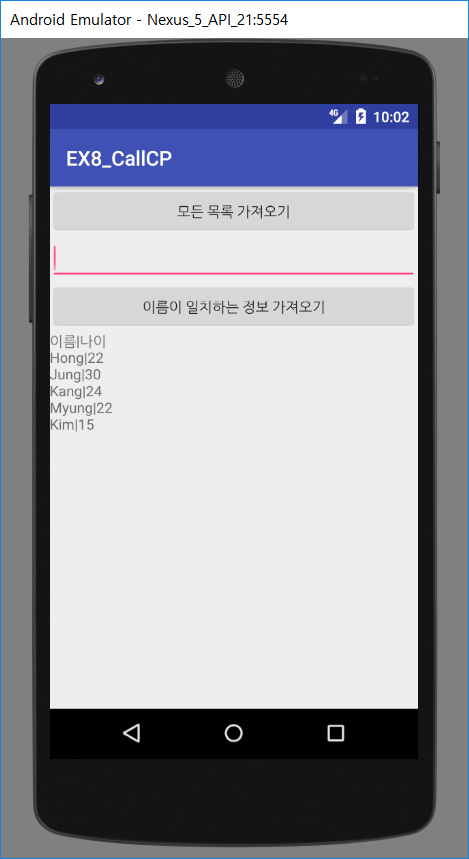 Android Emulator - Nexus_5_API_21:5554
4G 10:02
EX8_CallCP
모든 목록 가져오기
이름이 일치하는 정보 가져오기
이름|나이
Hong|22
Jung|30
Kang|24
Myung|22
Kim|15